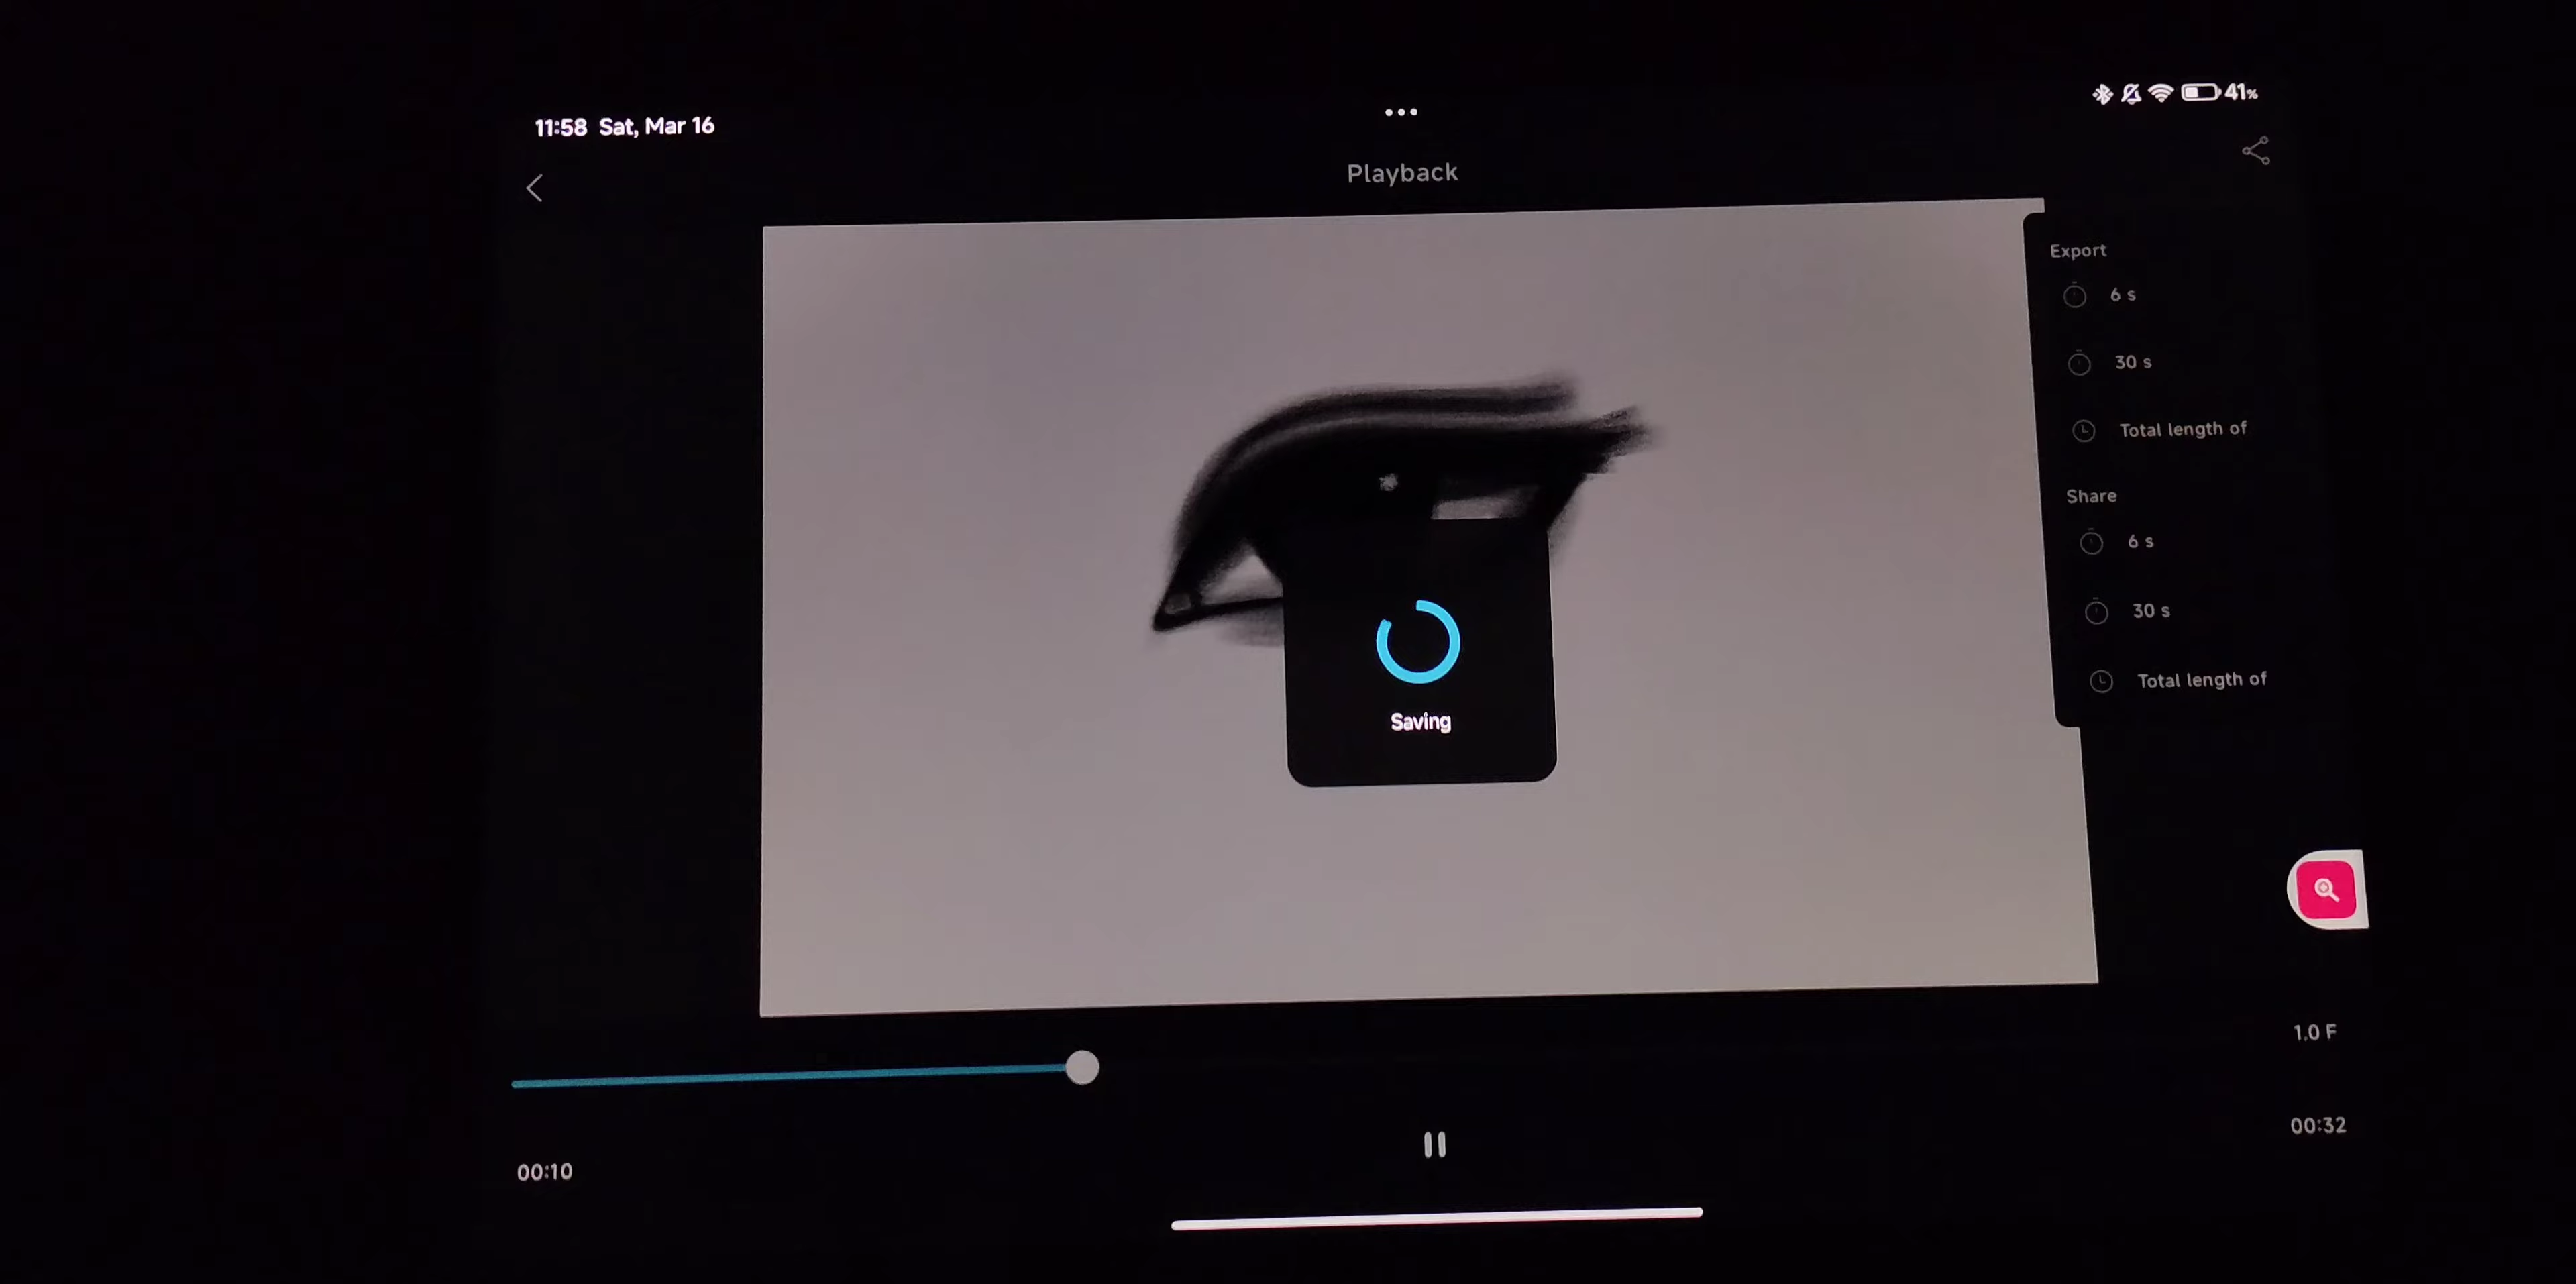 11:58 Sat, Mar 16
41%
Playback
Export
6 s
30 s
Total length of
Share
6 s
30 s
Total length of
Saving
1.0 F
00:32
00:10